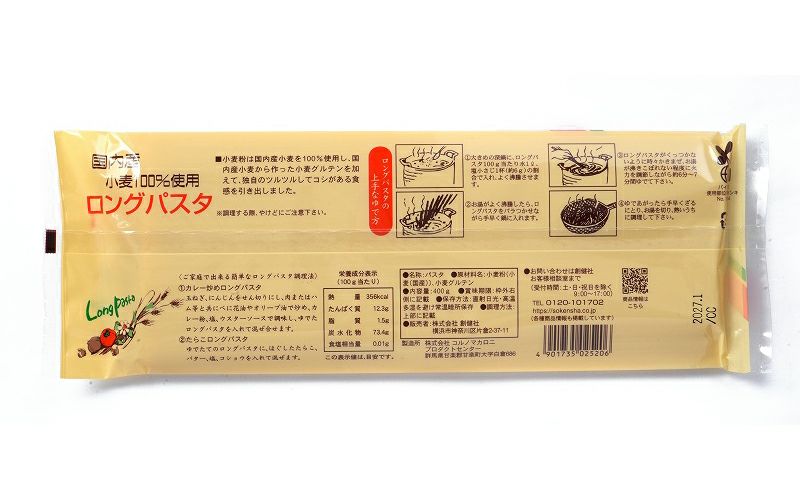 国内産
小麦100%使用
ロングパスタ
■小麦粉は国内産小麦を100%使用し、国
内産小麦から作った小麦グルテンを加
えて、独自のツルツルしてコシがある食
感を引き出しました。
※調理する際、やけどにご注意下さい。
ロングパスタの
上手なゆで方
①大きめの深鍋に、ロングパ
スタ100g当たり水1ℓ、
塩小さじ1杯(約6g)の割
合で入れ、よく沸騰させま
す。
②お湯がよく沸騰したら、ロ
ングパスタをバラつかせな
がら手早く鍋に入れます。
③ロングパスタがくっつかな
いように時々かきまぜ、お湯
が噴きこぼれない程度に火
力を調節しながら約6分〜7
分間ゆでて下さい。
④ゆであがったら手早くざる
にとり、お湯を切り、熱いうち
に調理して下さい。
Long Pasta
〈ご家庭で出来る簡単なロングパスタ調理法〉
①カレー炒めロングパスタ
玉ねぎ、にんじんをせん切りにし、肉またはハ
ム等と共にべに花油やオリーブ油で炒め、カ
レー粉、塩、ウスターソースで調味し、ゆでた
ロングパスタを入れて混ぜ合せます。
②たらこロングパスタ
ゆでたてのロングパスタに、ほぐしたたらこ、
バター、塩、コショウを入れて混ぜます。
栄養成分表示
(100g当たり)
熱量 356kcal
たんぱく質 12.3g
脂質 1.5g
炭水化物 73.4g
食塩相当量 0.01g
この表示値は、目安です。
●名称:パスタ ●原材料名:小麦粉(小
麦(国産))、小麦グルテン
●内容量:400g ●賞味期限:枠外右
側に記載 ●保存方法:直射日光・高温
多湿を避け常温暗所保存 ●調理方法:
上部に記載
●販売者:株式会社 創健社
横浜市神奈川区片倉2-37-11
製造所 株式会社 コルノマカロニ
プロダクトセンター
群馬県甘楽郡甘楽町大字白倉686
●お問い合わせは創健社
お客様相談室まで
(受付時間:土・日・祝日を除く
9:00〜17:00)
TEL 0120-101702
https://sokensha.co.jp
(各種商品情報も掲載しています)
4901735025206
商品情報は
こちら
2027.1
/CC